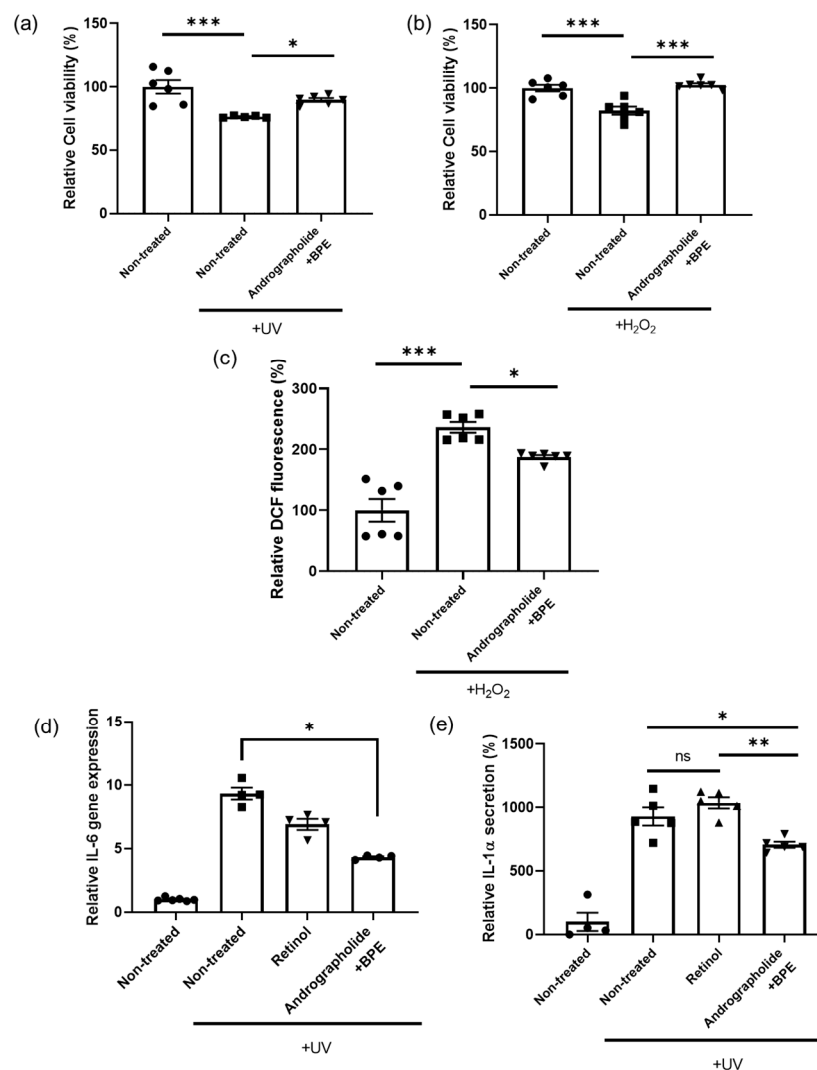 (a)
Relative Cell viability (%)
150
100
50
0
***
*
Non-treated
Non-treated
Andrographolide
+BPE
+UV
(b)
Relative Cell viability (%)
150
100
50
0
***
***
Non-treated
Non-treated
Andrographolide
+BPE
+H₂O₂
(c)
Relative DCF fluorescence (%)
300
200
100
0
***
*
Non-treated
Non-treated
Andrographolide
+BPE
+H₂O₂
(d)
Relative IL-6 gene expression
15
10
5
0
*
Non-treated
Non-treated
Retinol
Andrographolide
+BPE
+UV
(e)
Relative IL-1α secretion (%)
1500
1000
500
0
*
ns
**
Non-treated
Non-treated
Retinol
Andrographolide
+BPE
+UV